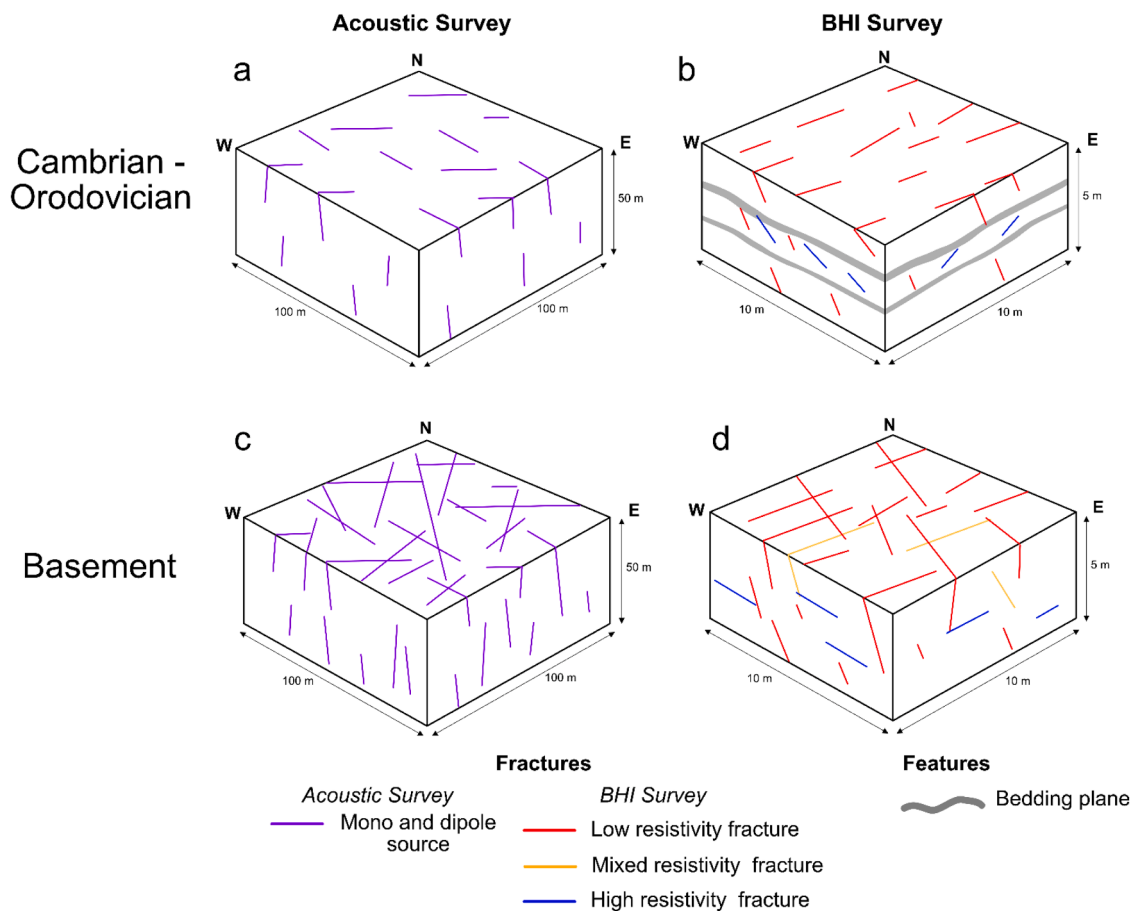 Acoustic Survey
BHI Survey
a
N
W
E
50 m
100 m
100 m
b
N
W
E
5 m
10 m
10 m
Cambrian -
Orodovician
c
N
W
E
50 m
100 m
100 m
d
N
W
E
5 m
10 m
10 m
Basement
Fractures
Features
Acoustic Survey
BHI Survey
Mono and dipole
source
Low resistivity fracture
Mixed resistivity fracture
High resistivity fracture
Bedding plane